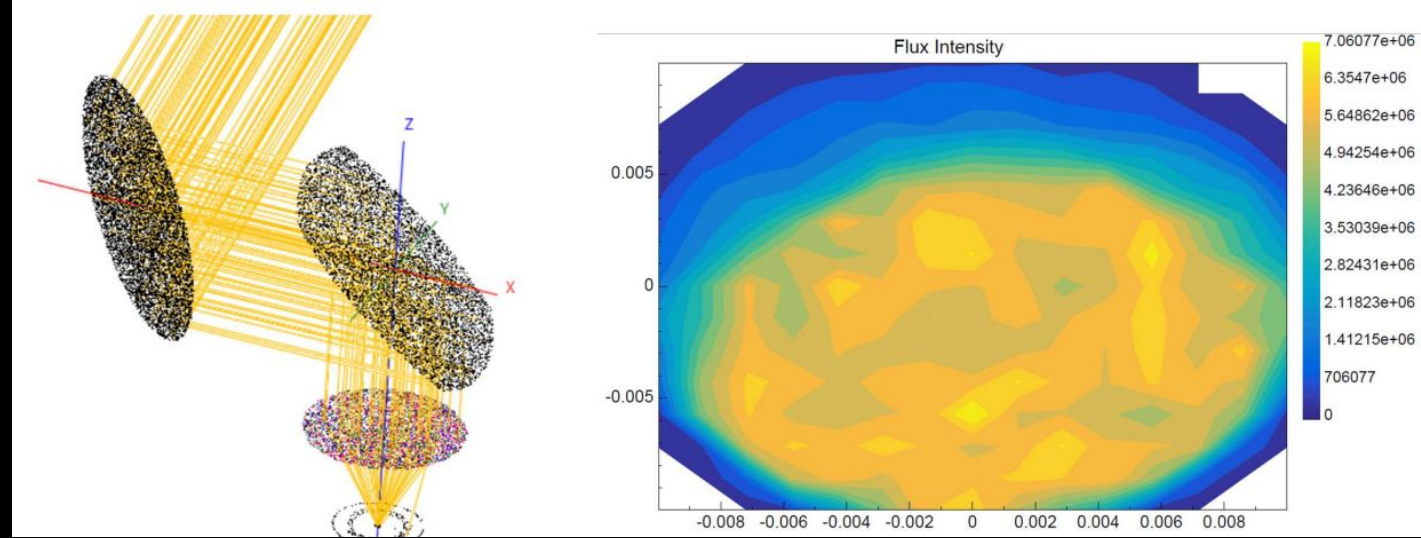 Z
Y
X
Flux Intensity
0.005
0
-0.005
-0.008 -0.006 -0.004 -0.002 0 0.002 0.004 0.006 0.008
7.06077e+06
6.3547e+06
5.64862e+06
4.94254e+06
4.23646e+06
3.53039e+06
2.82431e+06
2.11823e+06
1.41215e+06
706077
0